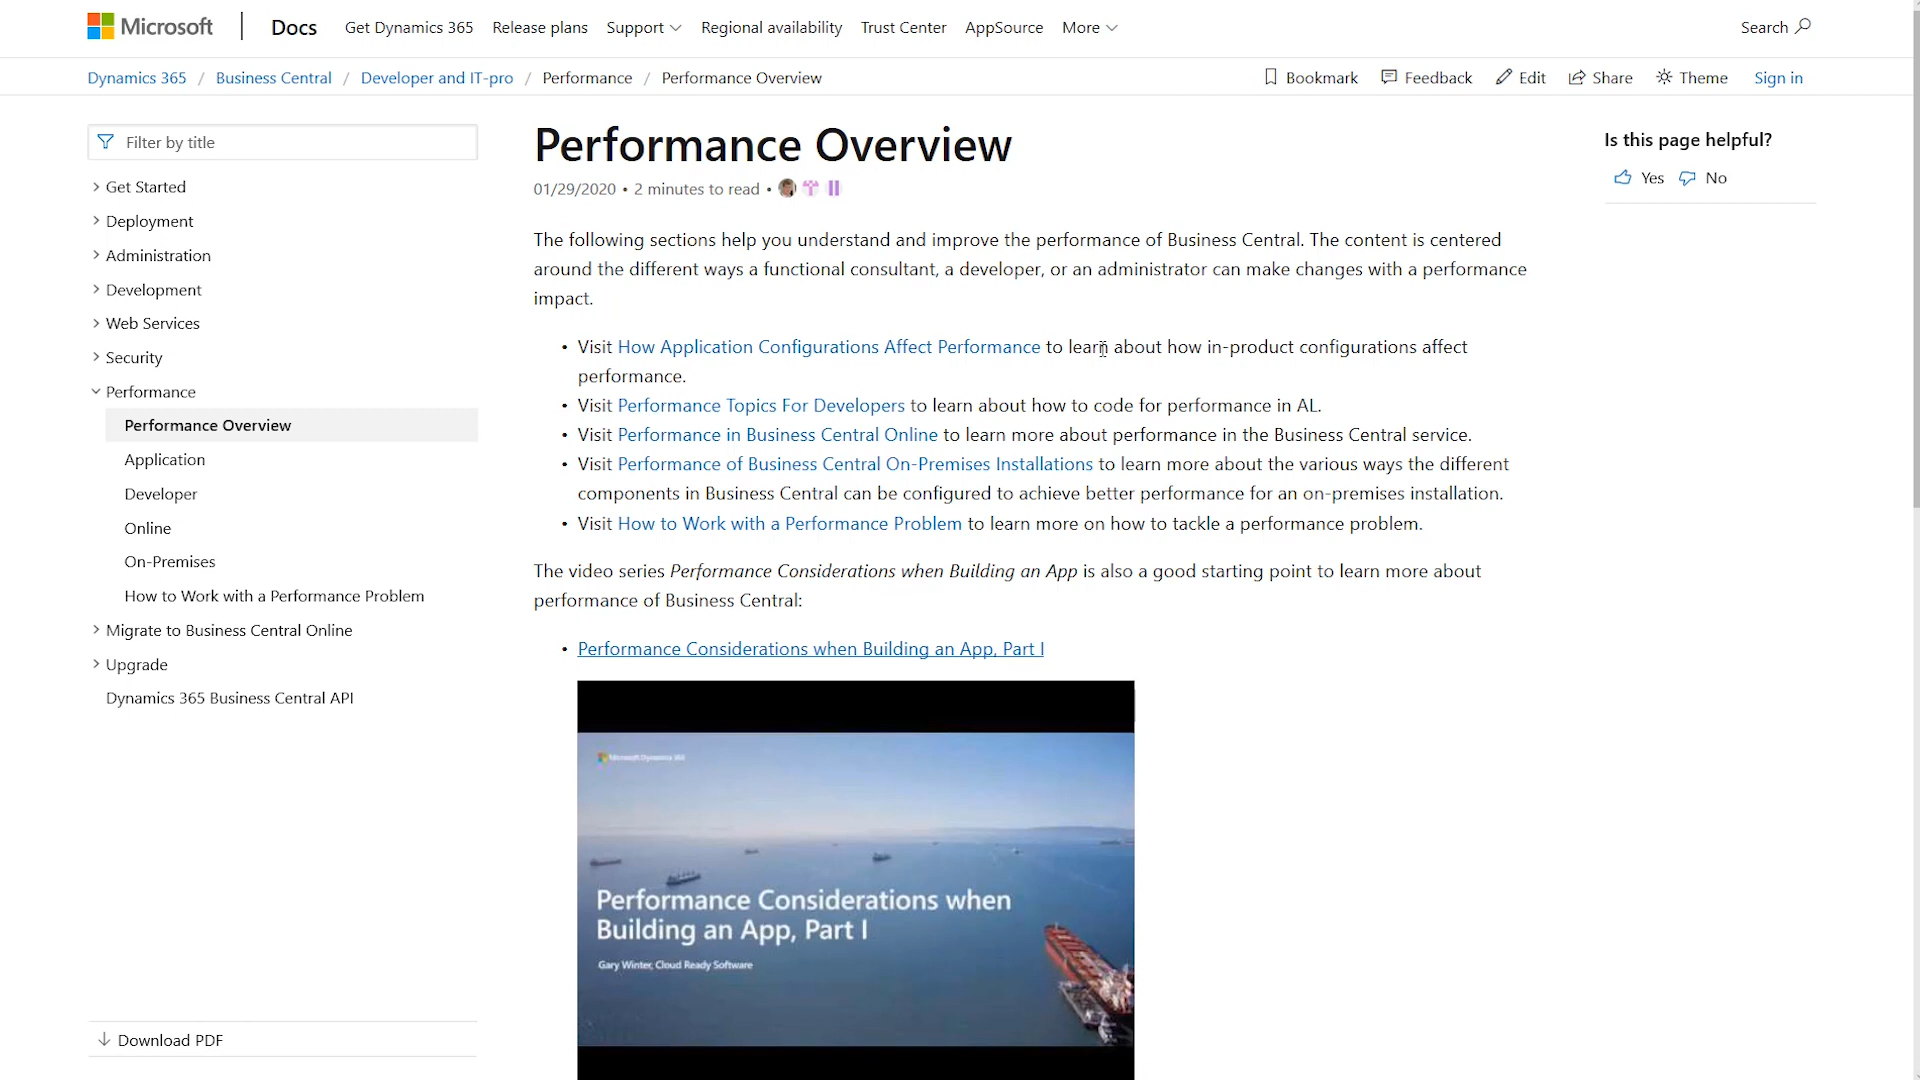 Microsoft
Docs
Get Dynamics 365
Release plans
Support
Regional availability
Trust Center
AppSource
More
Search
Dynamics 365 / Business Central / Developer and IT-pro / Performance / Performance Overview
Bookmark
Feedback
Edit
Share
Theme
Sign in
Filter by title
Get Started
Deployment
Administration
Development
Web Services
Security
Performance
Performance Overview
Application
Developer
Online
On-Premises
How to Work with a Performance Problem
Migrate to Business Central Online
Upgrade
Dynamics 365 Business Central API
Download PDF
Performance Overview
01/29/2020 • 2 minutes to read •
The following sections help you understand and improve the performance of Business Central. The content is centered
around the different ways a functional consultant, a developer, or an administrator can make changes with a performance
impact.
• Visit How Application Configurations Affect Performance to learn about how in-product configurations affect
performance.
• Visit Performance Topics For Developers to learn about how to code for performance in AL.
• Visit Performance in Business Central Online to learn more about performance in the Business Central service.
• Visit Performance of Business Central On-Premises Installations to learn more about the various ways the different
components in Business Central can be configured to achieve better performance for an on-premises installation.
• Visit How to Work with a Performance Problem to learn more on how to tackle a performance problem.
The video series Performance Considerations when Building an App is also a good starting point to learn more about
performance of Business Central:
• Performance Considerations when Building an App, Part I
Microsoft Dynamics 365
Performance Considerations when
Building an App, Part I
Gary Winter, Cloud Ready Software
Is this page helpful?
Yes
No